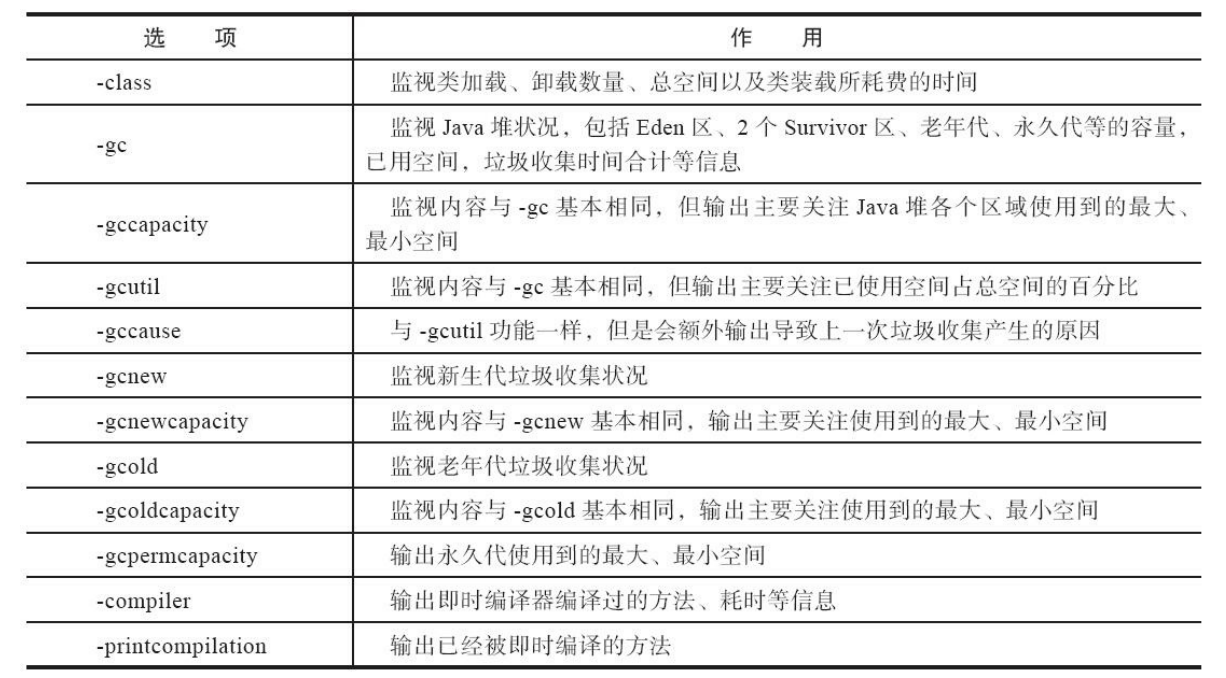 选 项 作 用
-class 监视类加载、卸载数量、总空间以及类装载所耗费的时间
-gc 监视 Java 堆状况，包括 Eden 区、2 个 Survivor 区、老年代、永久代等的容量，
已用空间，垃圾收集时间合计等信息
-gccapacity 监视内容与 -gc 基本相同，但输出主要关注 Java 堆各个区域使用到的最大、
最小空间
-gcutil 监视内容与 -gc 基本相同，但输出主要关注已使用空间占总空间的百分比
-gccause 与 -gcutil 功能一样，但是会额外输出导致上一次垃圾收集产生的原因
-gcnew 监视新生代垃圾收集状况
-gcnewcapacity 监视内容与 -gcnew 基本相同，输出主要关注使用到的最大、最小空间
-gcold 监视老年代垃圾收集状况
-gcoldcapacity 监视内容与 -gcold 基本相同，输出主要关注使用到的最大、最小空间
-gcpermcapacity 输出永久代使用到的最大、最小空间
-compiler 输出即时编译器编译过的方法、耗时等信息
-printcompilation 输出已经被即时编译的方法